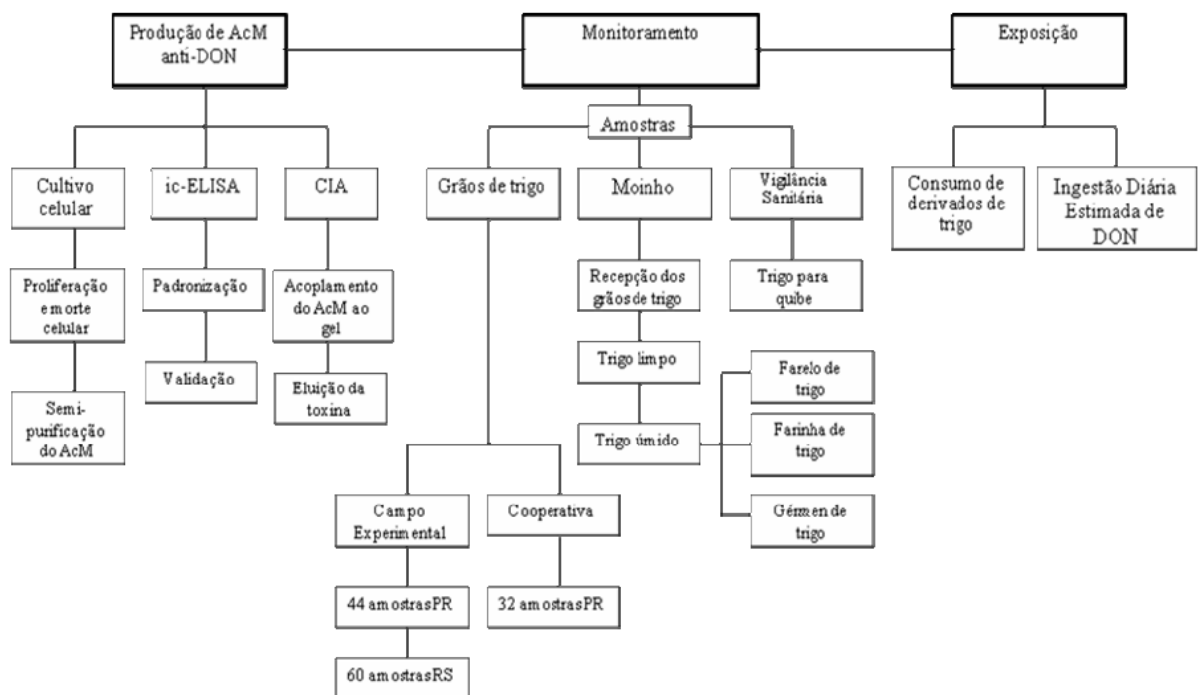 Produção de AcM
anti-DON
Monitoramento
Exposição
Amostras
Cultivo
celular
ic-ELISA
CIA
Grãos de trigo
Moinho
Vigilância
Sanitária
Consumo de
derivados de
trigo
Ingestão Diária
Estimada de
DON
Proliferação
e morte
celular
Padronização
Acoplamento
do AcM ao
gel
Recepção dos
grãos de trigo
Trigo para
quibe
Validação
Eluição da
toxina
Trigo limpo
Farelo de
trigo
Semi-
purificação
do AcM
Trigo úmido
Farinha de
trigo
Campo
Experimental
Cooperativa
Gérmen de
trigo
44 amostras PR
32 amostras PR
60 amostras RS